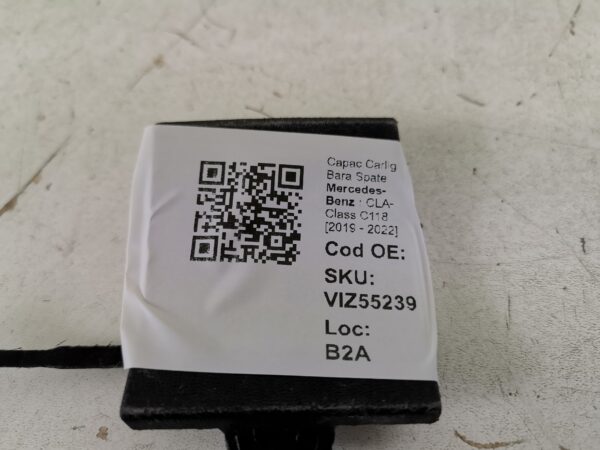 Capac Carlig
Bara Spate
Mercedes-
Benz : CLA-
Class C118
[2019 - 2022]
Cod OE:
SKU:
VIZ55239
Loc:
B2A